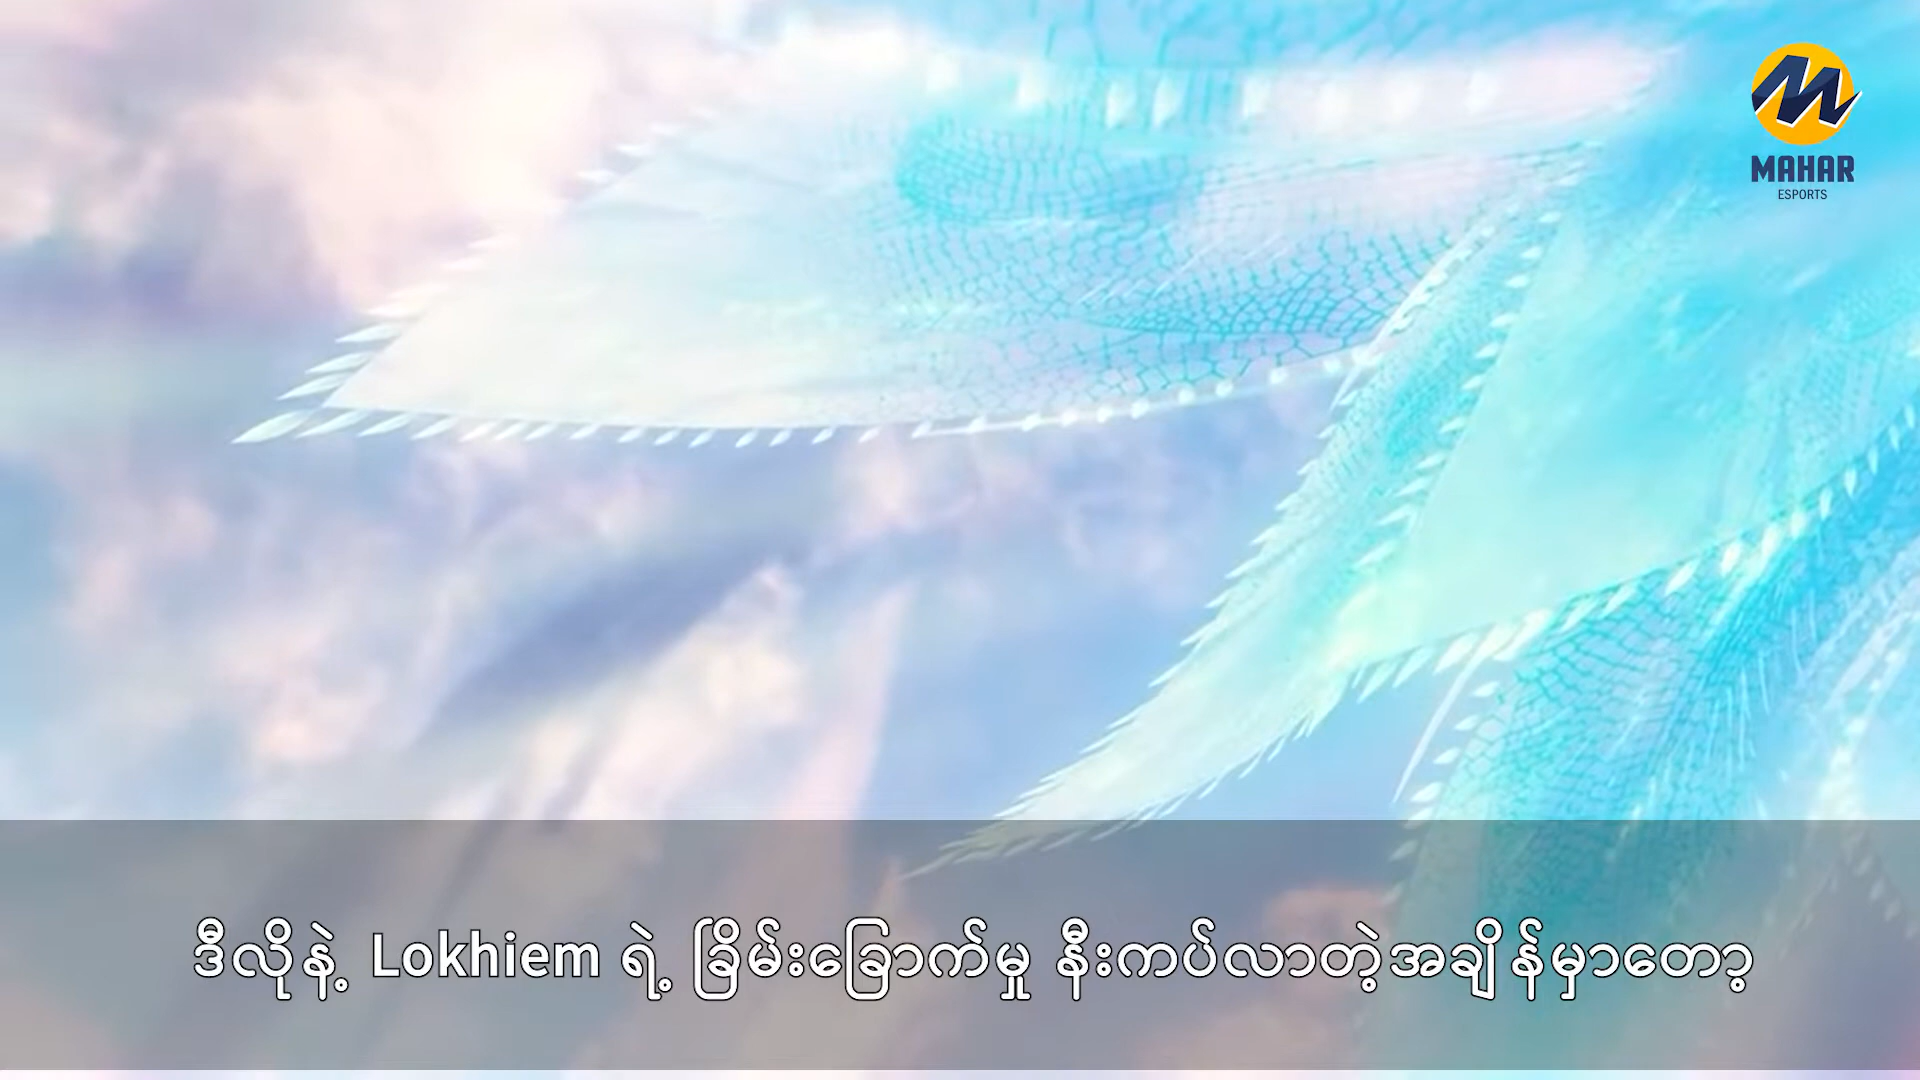 MAHAR
ESPORTS
ဒီလိုနဲ့ Lokhiem ရဲ့ ခြိမ်းခြောက်မှု နီးကပ်လာတဲ့အချိန်မှာတော့